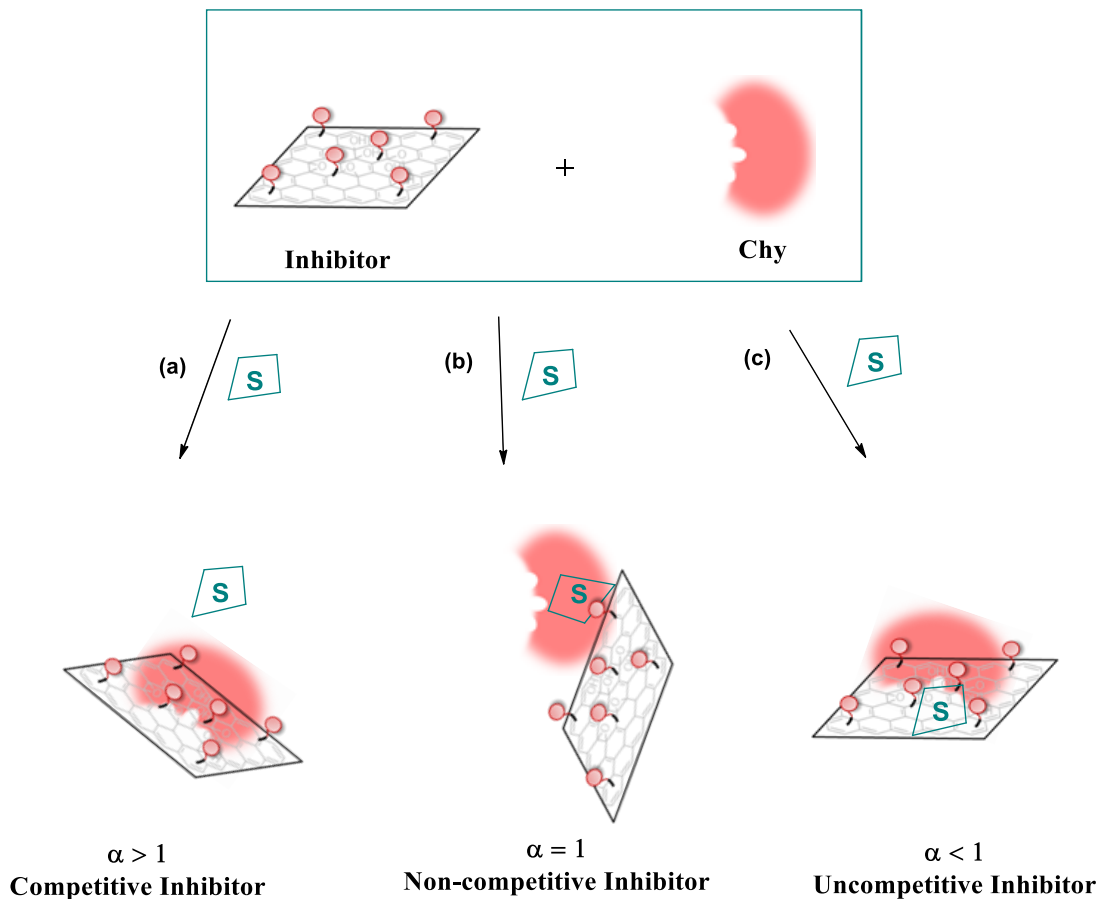 +
Inhibitor
Chy
(a)
S
(b)
S
(c)
S
S
S
S
α > 1
Competitive Inhibitor
α = 1
Non-competitive Inhibitor
α < 1
Uncompetitive Inhibitor